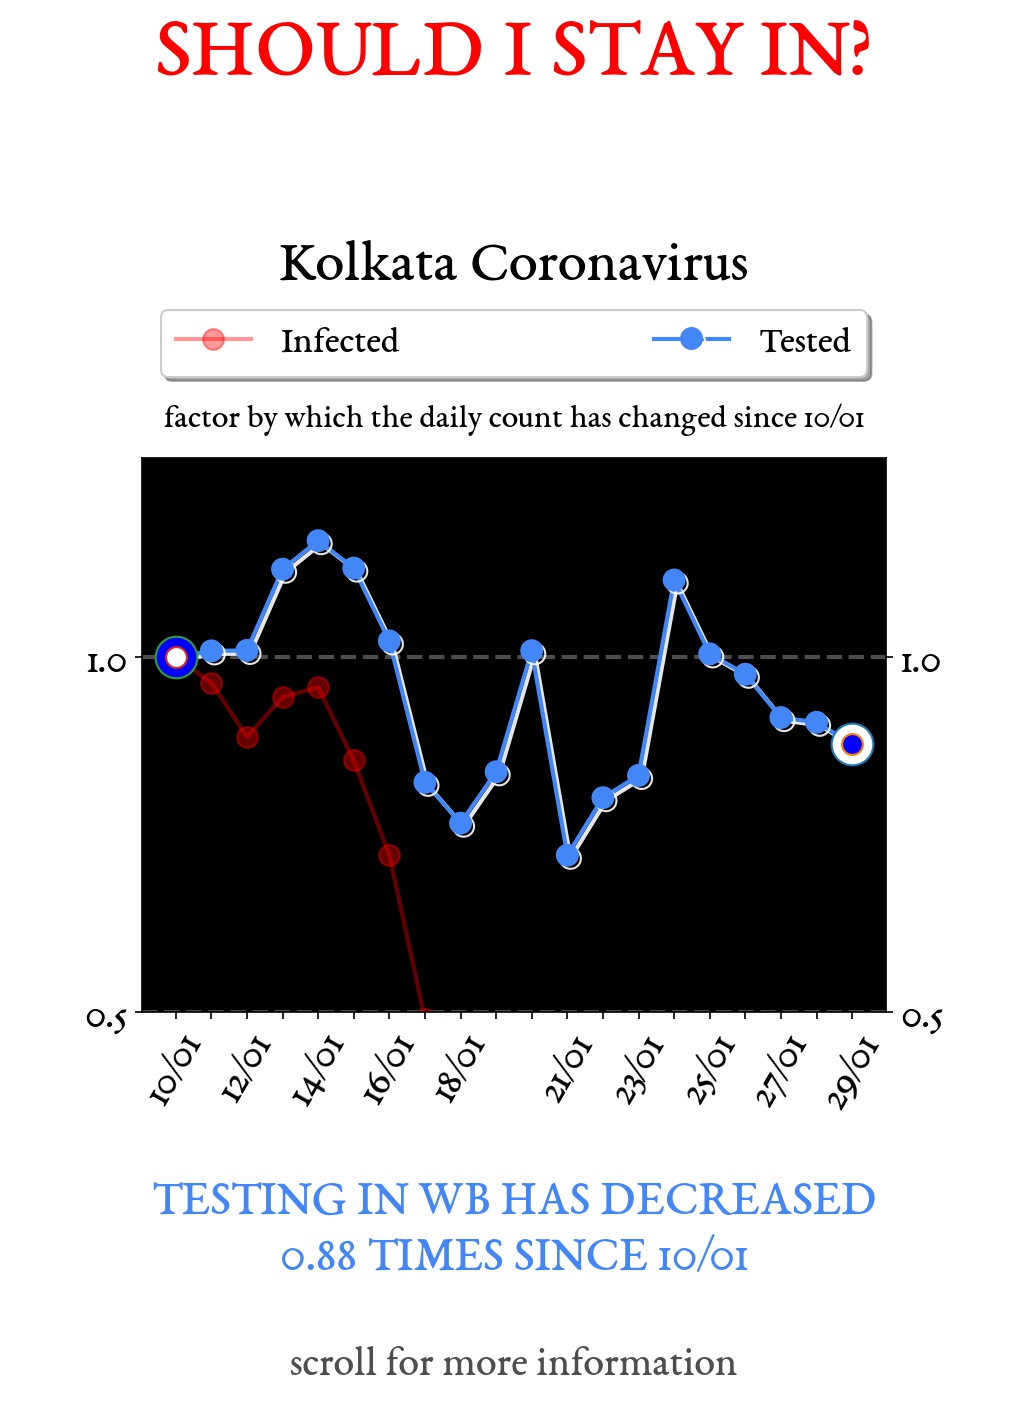 SHOULD I STAY IN?
Kolkata Coronavirus
Infected Tested
factor by which the daily count has changed since 10/01
1.0 1.0
0.5 0.5
10/01 12/01 14/01 16/01 18/01 21/01 23/01 25/01 27/01 29/01
TESTING IN WB HAS DECREASED
0.88 TIMES SINCE 10/01
scroll for more information